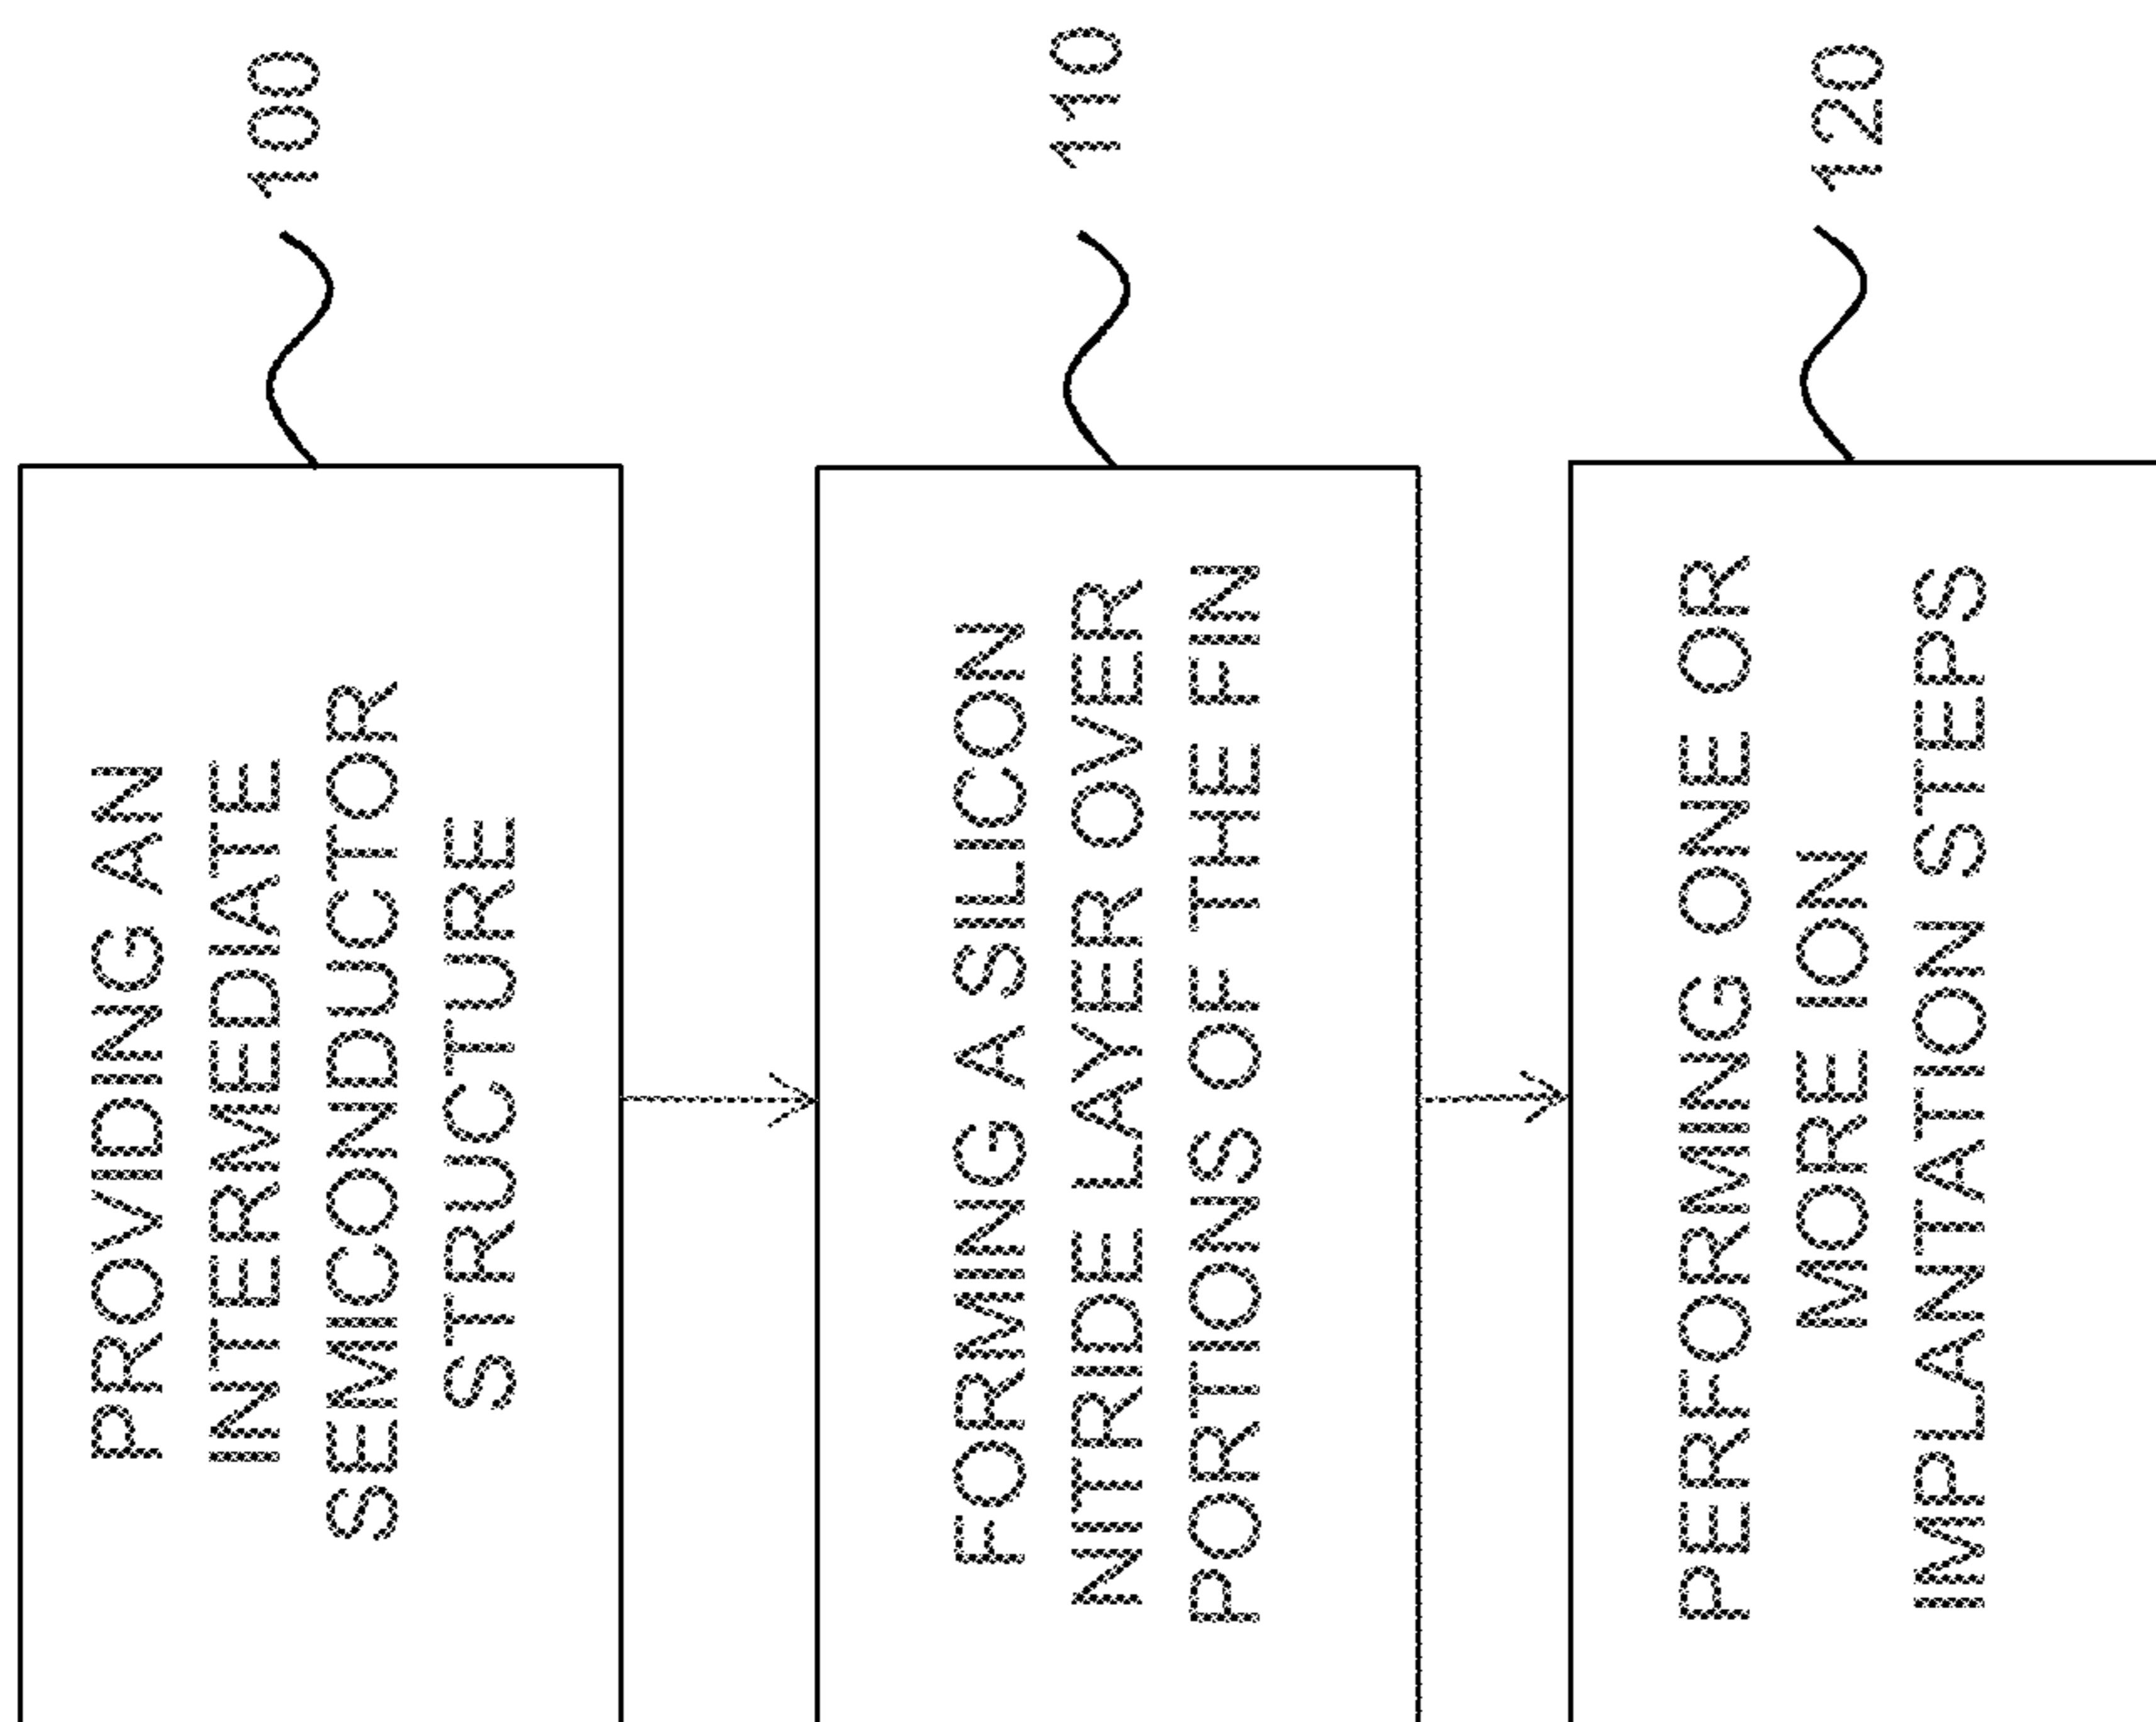 PROVIDING AN
INTERMEDIATE
SEMICONDUCTOR
STRUCTURE
100
FORMING A SILICON
NITRIDE LAYER OVER
PORTIONS OF THE FIN
110
PERFORMING ONE OR
MORE ION
IMPLANTATION STEPS
120